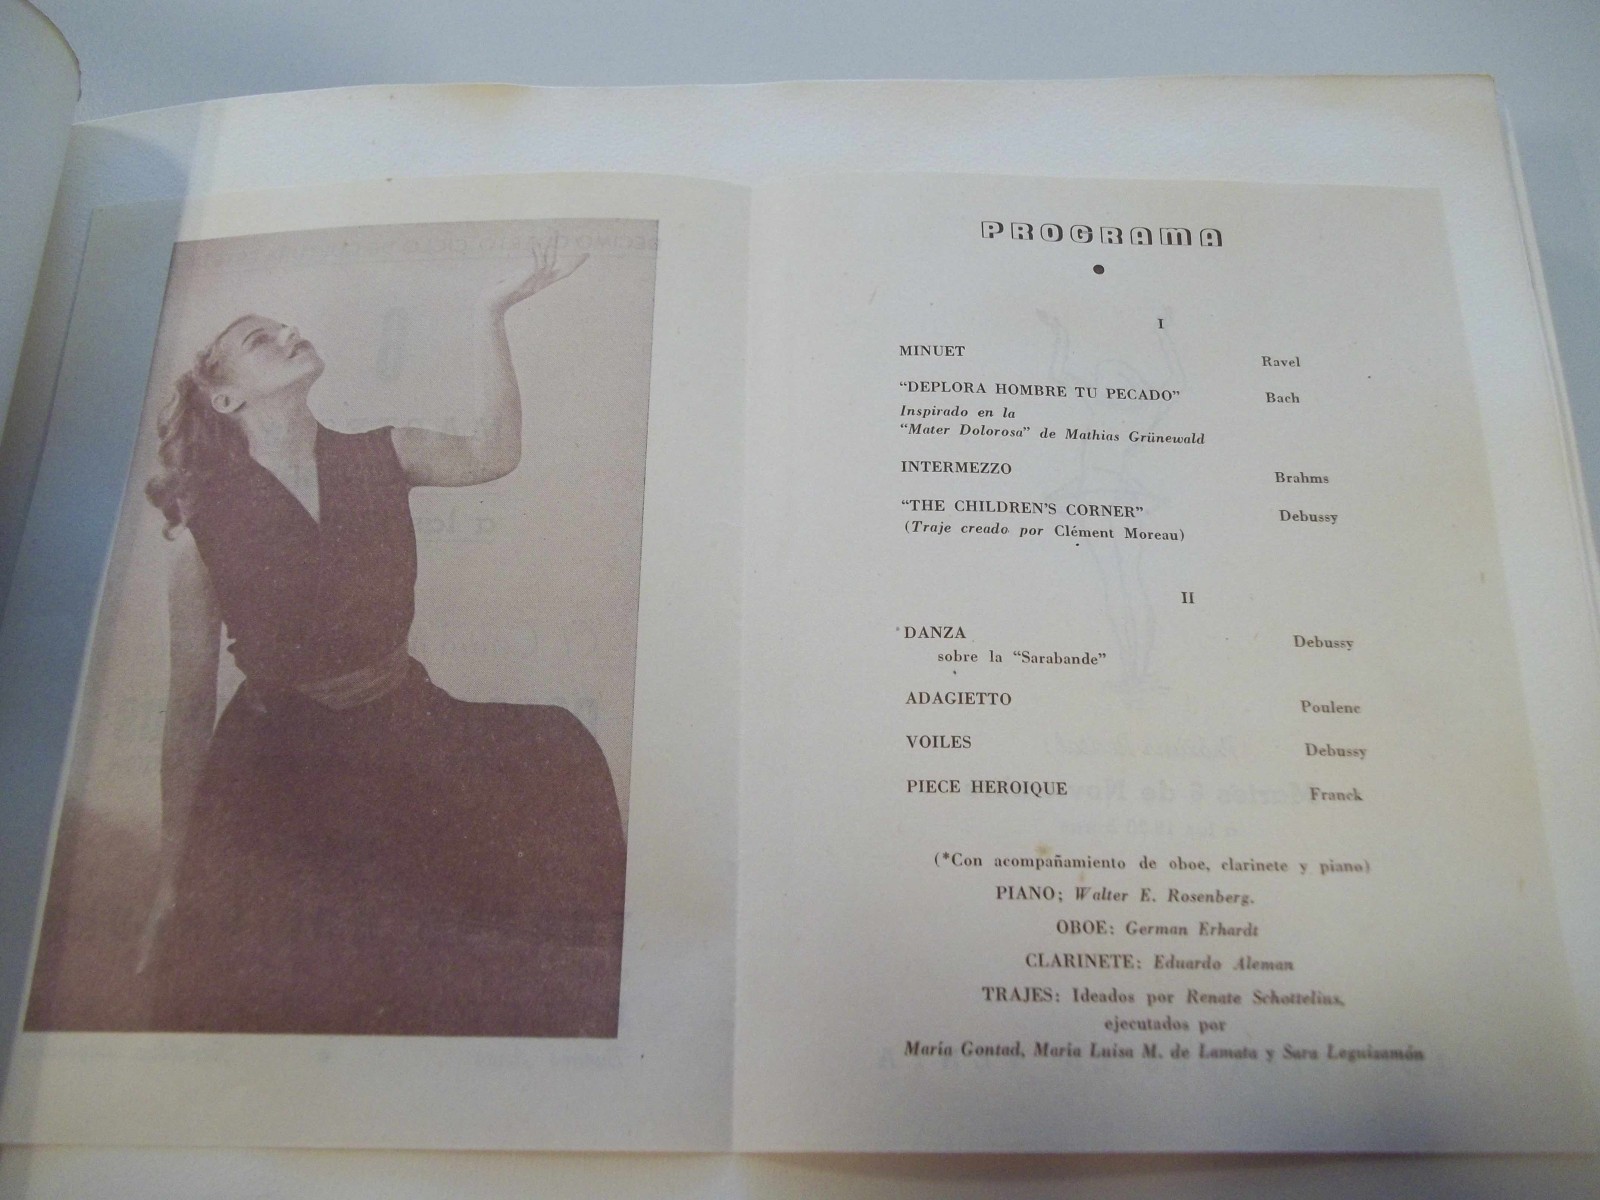 PROGRAMA
I
MINUET Ravel
"DEPLORA HOMBRE TU PECADO" Bach
Inspirado en la
"Mater Dolorosa" de Mathias Grünewald
INTERMEZZO Brahms
"THE CHILDREN'S CORNER" Debussy
(Traje creado por Clément Moreau)
II
* DANZA Debussy
sobre la "Sarabande"
ADAGIETTO Poulenc
VOILES Debussy
PIECE HEROIQUE Franck
(*Con acompañamiento de oboe, clarinete y piano)
PIANO; Walter E. Rosenberg.
OBOE: German Erhardt
CLARINETE: Eduardo Aleman
TRAJES: Ideados por Renate Schottelius,
ejecutados por
María Gontad, María Luisa M. de Lamata y Sara Leguisamón